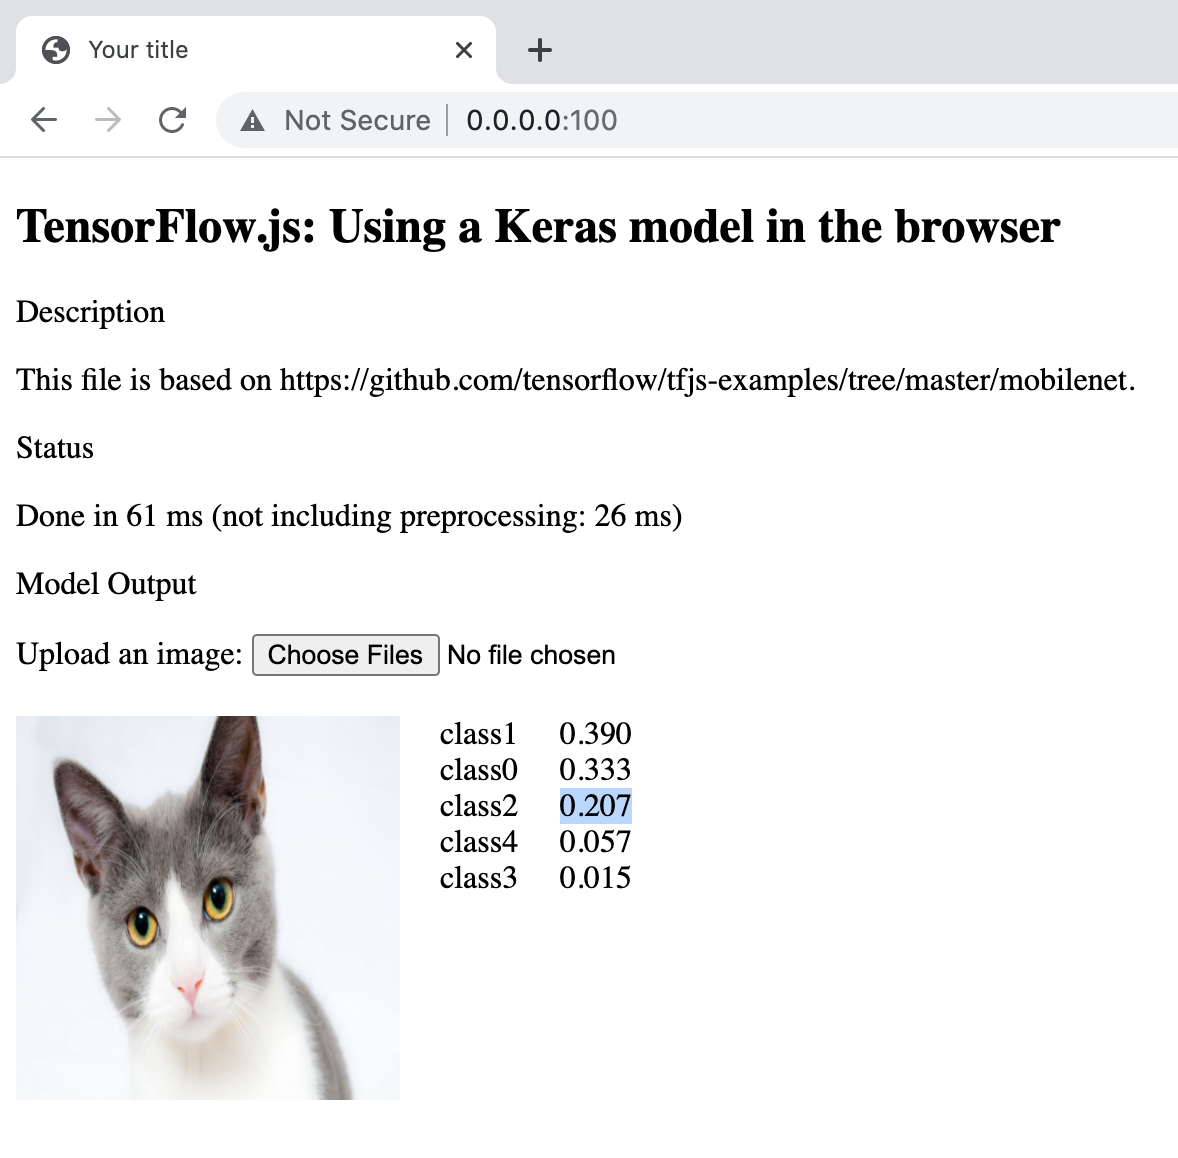 Your title
Not Secure 0.0.0.0:100
TensorFlow.js: Using a Keras model in the browser
Description
This file is based on https://github.com/tensorflow/tfjs-examples/tree/master/mobilenet.
Status
Done in 61 ms (not including preprocessing: 26 ms)
Model Output
Upload an image: Choose Files No file chosen
class1 0.390
class0 0.333
class2 0.207
class4 0.057
class3 0.015